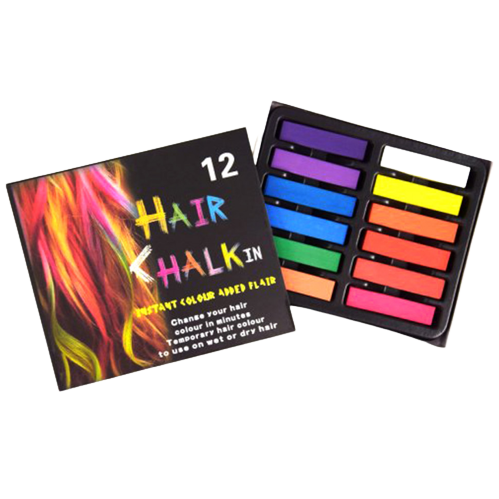 12
HAIR
CHALKIN
INSTANT COLOUR ADDED FLAIR
Change your hair
colour in minutes
Temporary hair colour
to use on wet or dry hair